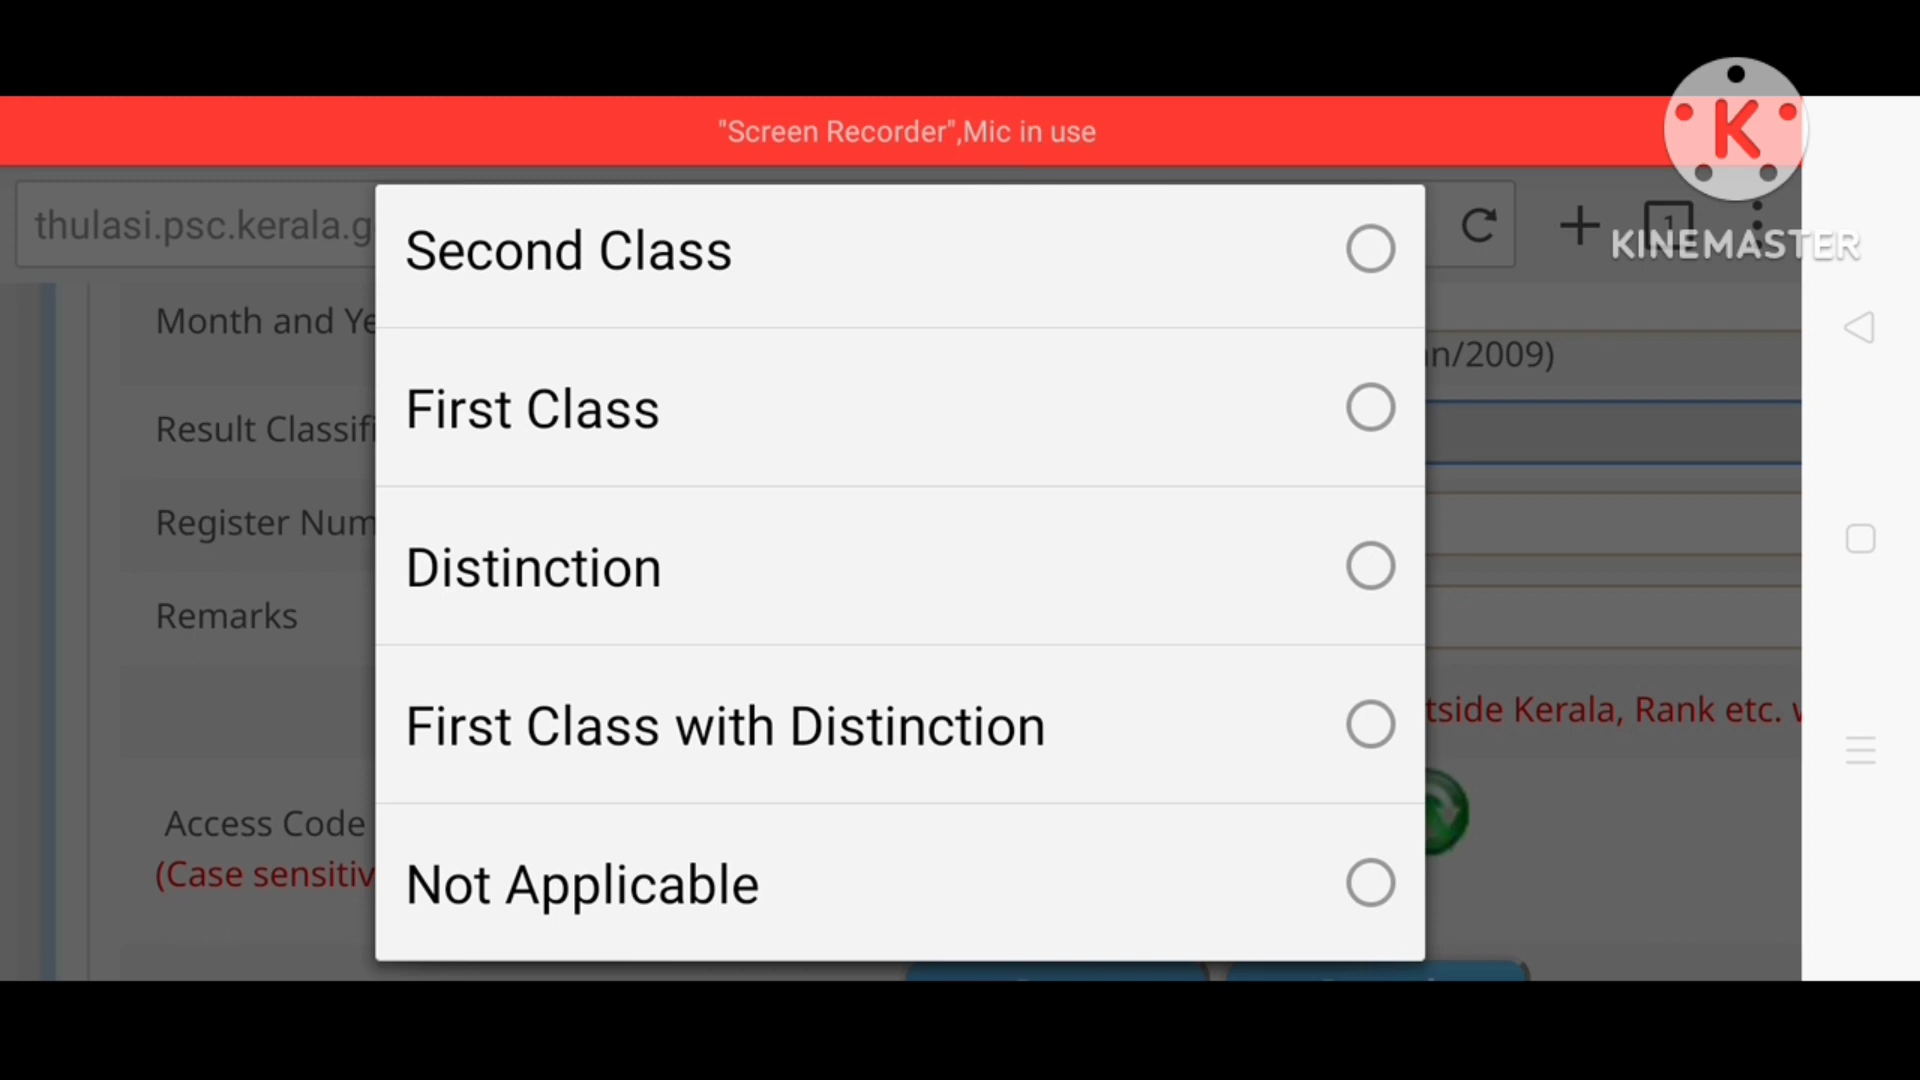 "Screen Recorder",Mic in use
K
KINEMASTER
thulasi.psc.kerala.g
1
Second Class
Month and Ye
n/2009)
First Class
Result Classifi
Register Num
Distinction
Remarks
First Class with Distinction
tside Kerala, Rank etc.
Access Code
(Case sensitiv
Not Applicable